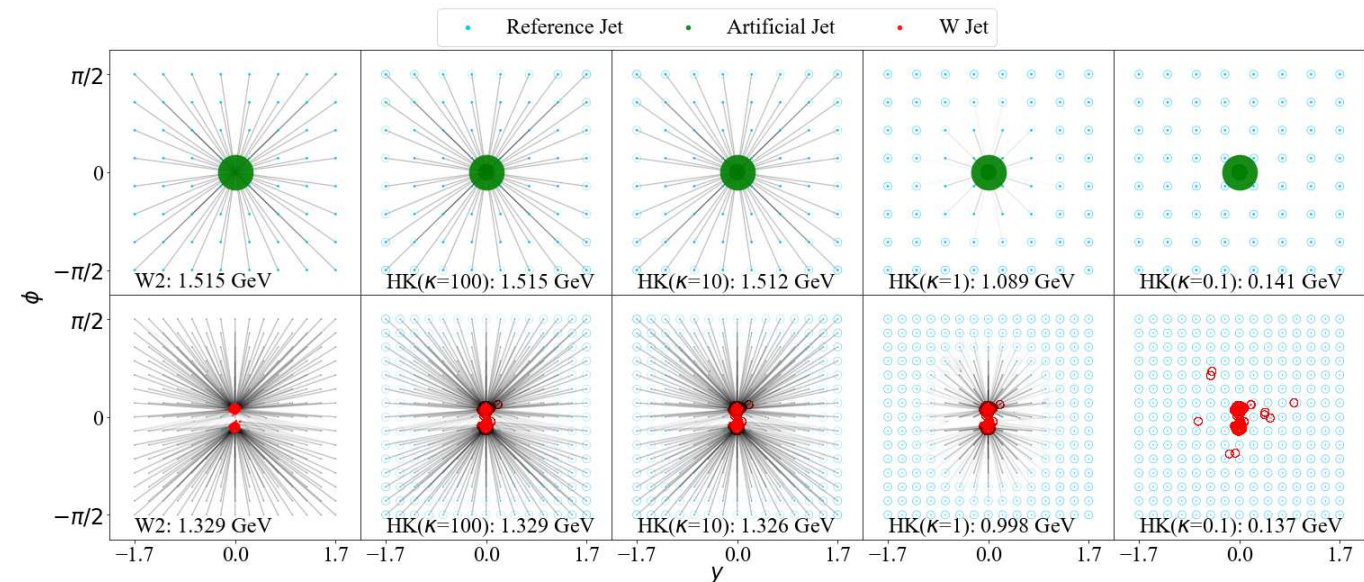 Reference Jet Artificial Jet W Jet
π/2
0
−π/2
W2: 1.515 GeV HK(κ=100): 1.515 GeV HK(κ=10): 1.512 GeV HK(κ=1): 1.089 GeV HK(κ=0.1): 0.141 GeV
ϕ
π/2
0
−π/2
W2: 1.329 GeV HK(κ=100): 1.329 GeV HK(κ=10): 1.326 GeV HK(κ=1): 0.998 GeV HK(κ=0.1): 0.137 GeV
−1.7 0.0 1.7 −1.7 0.0 1.7 −1.7 0.0 1.7 −1.7 0.0 1.7 −1.7 0.0 1.7
y